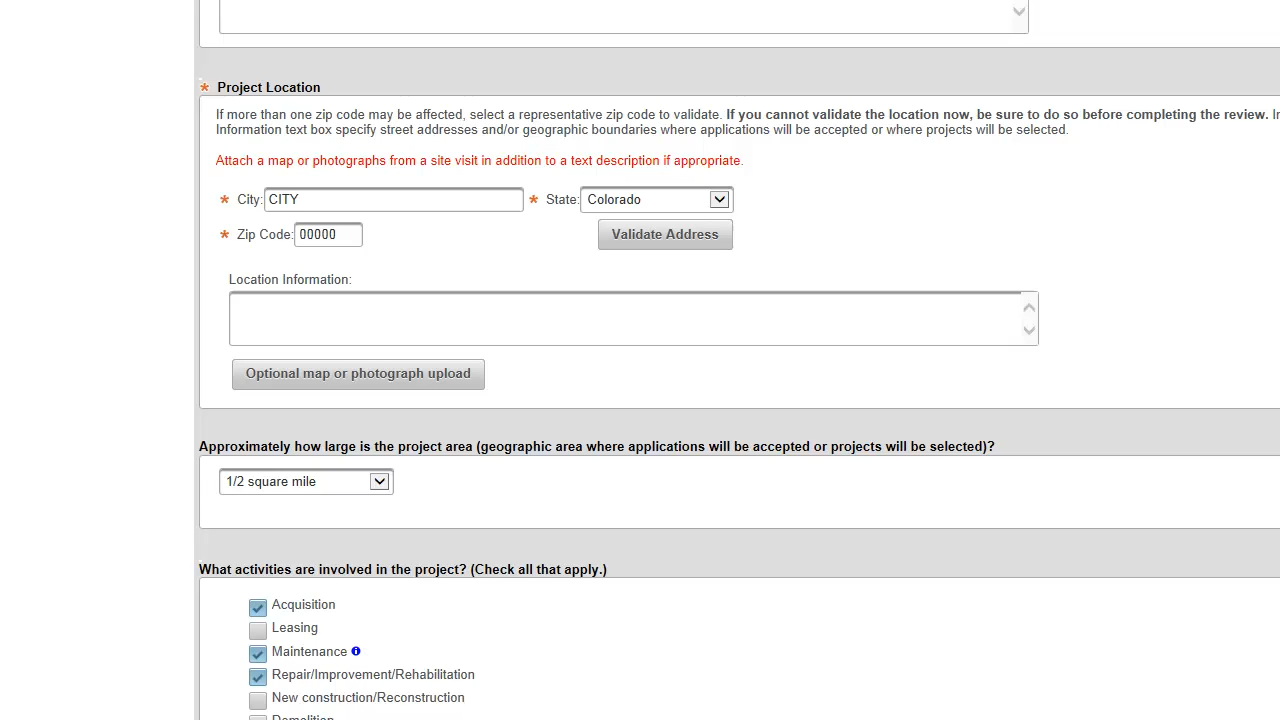 * Project Location
If more than one zip code may be affected, select a representative zip code to validate. If you cannot validate the location now, be sure to do so before completing the review.
Information text box specify street addresses and/or geographic boundaries where applications will be accepted or where projects will be selected.
Attach a map or photographs from a site visit in addition to a text description if appropriate.
* City: CITY * State: Colorado
* Zip Code: 00000 Validate Address
Location Information:
Optional map or photograph upload
Approximately how large is the project area (geographic area where applications will be accepted or projects will be selected)?
1/2 square mile
What activities are involved in the project? (Check all that apply.)
Acquisition
Leasing
Maintenance
Repair/Improvement/Rehabilitation
New construction/Reconstruction
Demolition